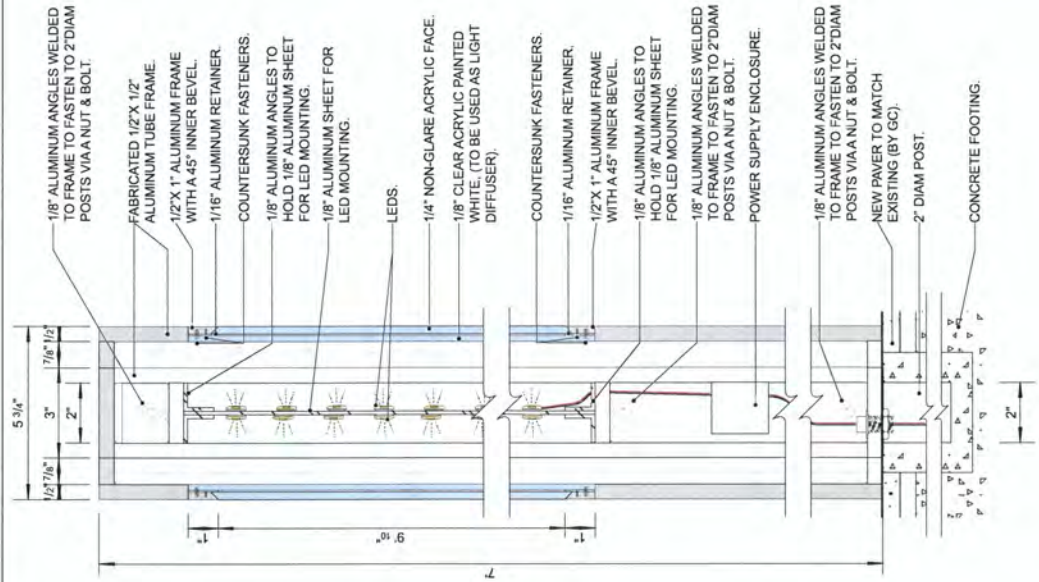 1/8" ALUMINUM ANGLES WELDED
TO FRAME TO FASTEN TO 2"DIAM
POSTS VIA A NUT & BOLT.
FABRICATED 1/2"X 1/2"
ALUMINUM TUBE FRAME.
1/2"X 1" ALUMINUM FRAME
WITH A 45° INNER BEVEL.
1/16" ALUMINUM RETAINER.
COUNTERSUNK FASTENERS.
1/8" ALUMINUM ANGLES TO
HOLD 1/8" ALUMINUM SHEET
FOR LED MOUNTING.
1/8" ALUMINUM SHEET FOR
LED MOUNTING.
LEDS.
1/4" NON-GLARE ACRYLIC FACE.
1/8" CLEAR ACRYLIC PAINTED
WHITE, (TO BE USED AS LIGHT
DIFFUSER).
COUNTERSUNK FASTENERS.
1/16" ALUMINUM RETAINER.
1/2"X 1" ALUMINUM FRAME
WITH A 45° INNER BEVEL.
1/8" ALUMINUM ANGLES TO
HOLD 1/8" ALUMINUM SHEET
FOR LED MOUNTING.
1/8" ALUMINUM ANGLES WELDED
TO FRAME TO FASTEN TO 2"DIAM
POSTS VIA A NUT & BOLT.
POWER SUPPLY ENCLOSURE.
1/8" ALUMINUM ANGLES WELDED
TO FRAME TO FASTEN TO 2"DIAM
POSTS VIA A NUT & BOLT.
NEW PAVER TO MATCH
EXISTING (BY GC).
2" DIAM POST.
CONCRETE FOOTING.
5 3/4"
1/2" 7/8" 3" 7/8" 1/2"
2"
1"
1"
7'
2"